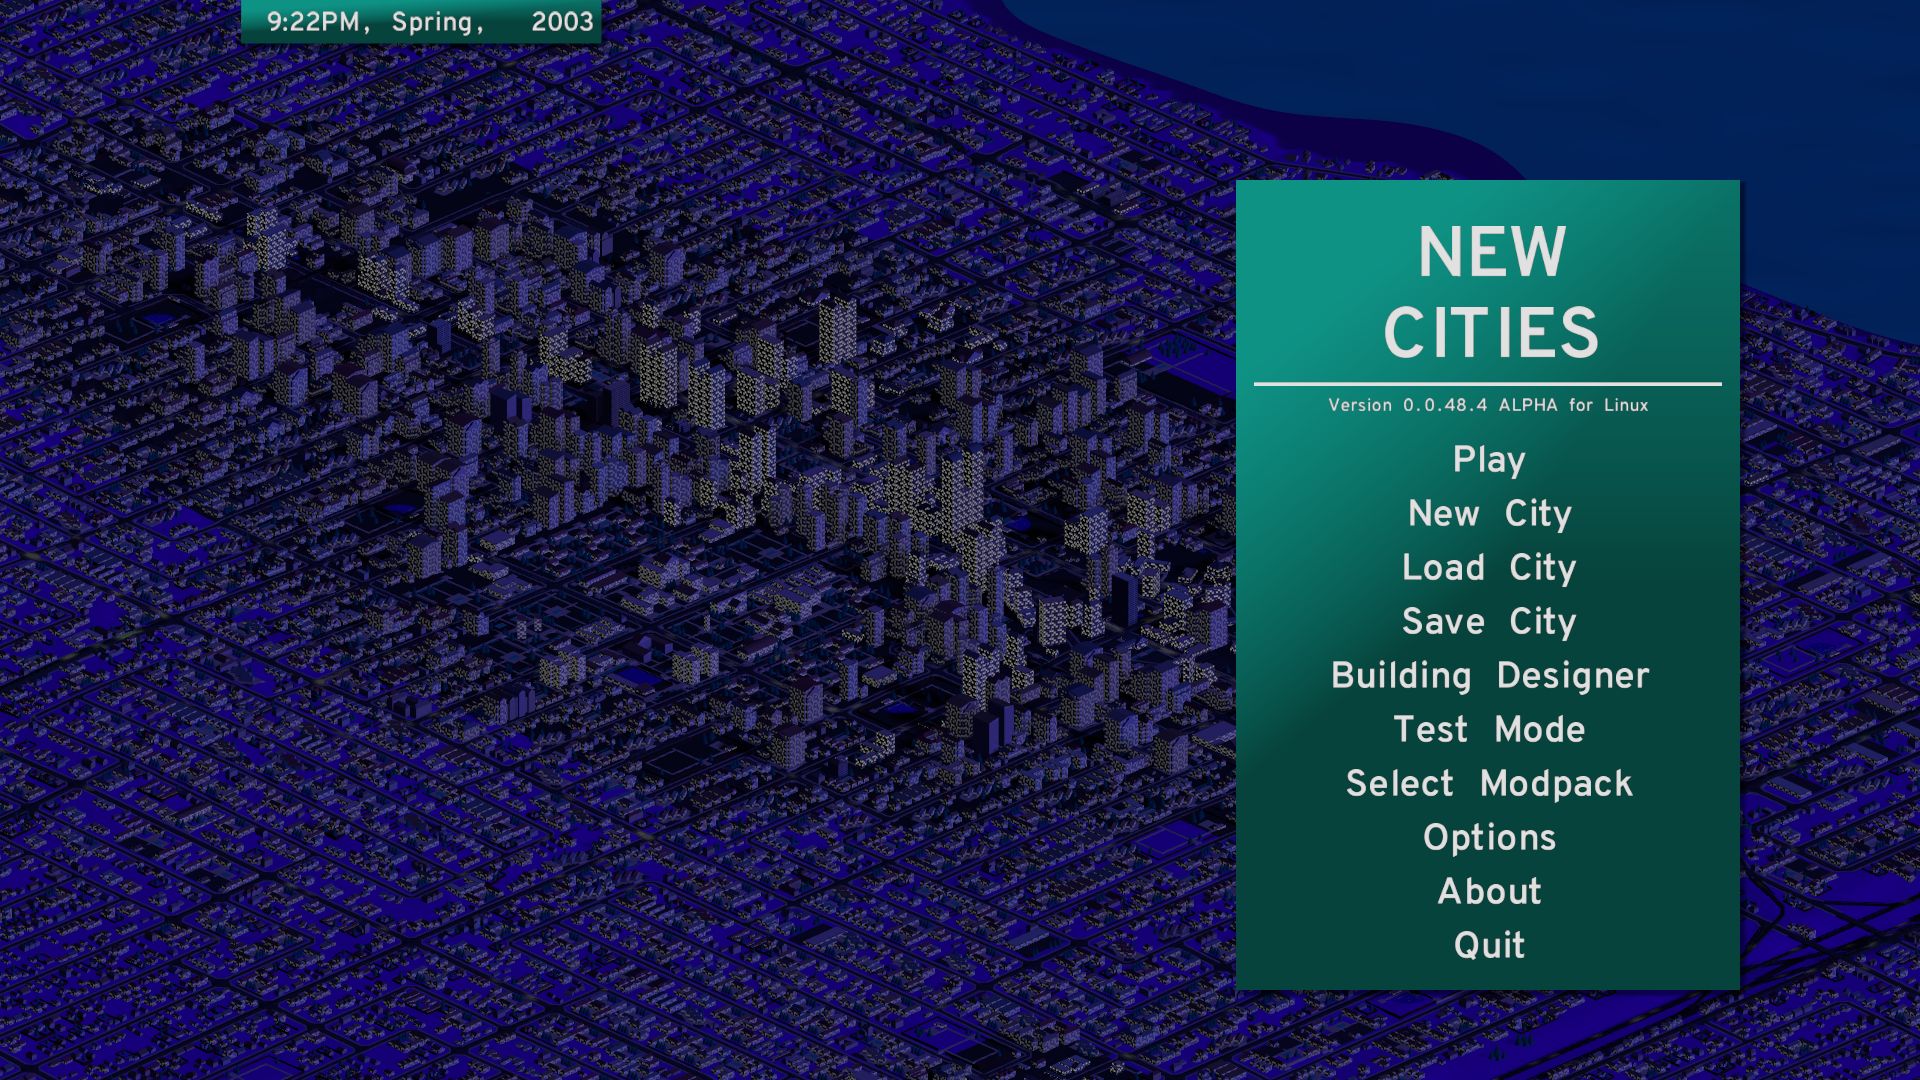 9:22PM, Spring, 2003
NEW
CITIES
Version 0.0.48.4 ALPHA for Linux
Play
New City
Load City
Save City
Building Designer
Test Mode
Select Modpack
Options
About
Quit